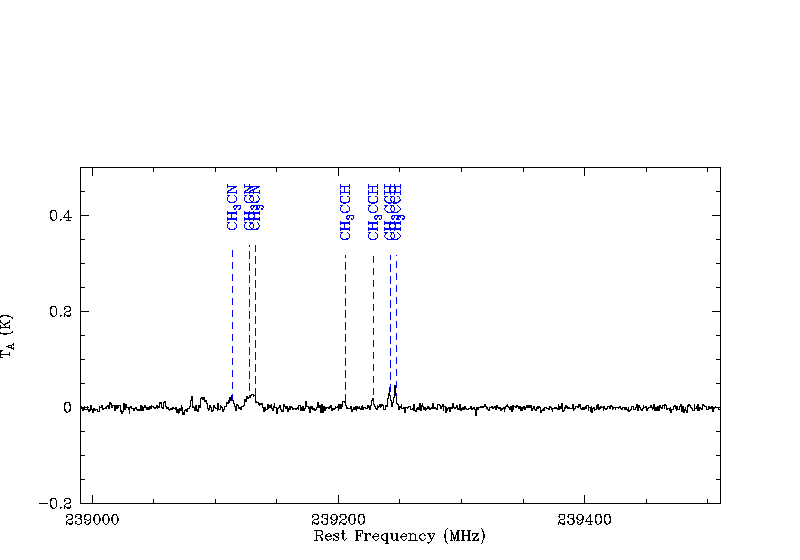 CH3CN
CH3CN
CH3CN
CH3CCH
CH3CCH
CH3CCH
CH3CCH
0.4
0.2
0
-0.2
TA (K)
239000 239200 239400
Rest Frequency (MHz)